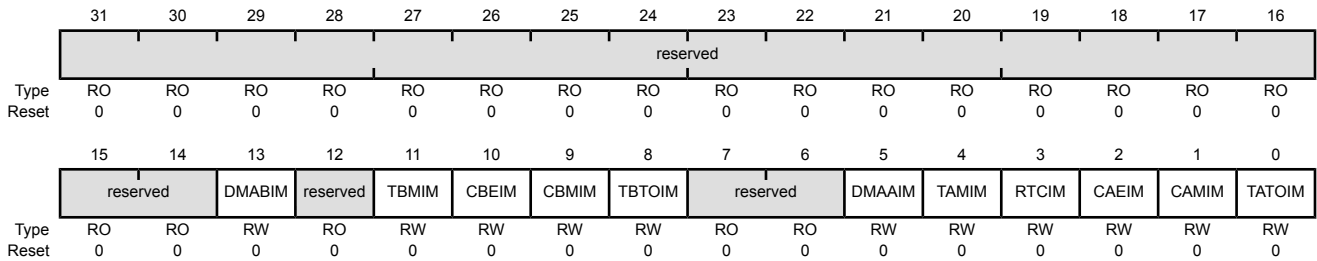 31 30 29 28 27 26 25 24 23 22 21 20 19 18 17 16
reserved
Type RO RO RO RO RO RO RO RO RO RO RO RO RO RO RO RO
Reset 0 0 0 0 0 0 0 0 0 0 0 0 0 0 0 0
15 14 13 12 11 10 9 8 7 6 5 4 3 2 1 0
reserved DMABIM reserved TBMIM CBEIM CBMIM TBTOIM reserved DMAAIM TAMIM RTCIM CAEIM CAMIM TATOIM
Type RO RO RW RO RW RW RW RW RO RO RW RW RW RW RW RW
Reset 0 0 0 0 0 0 0 0 0 0 0 0 0 0 0 0